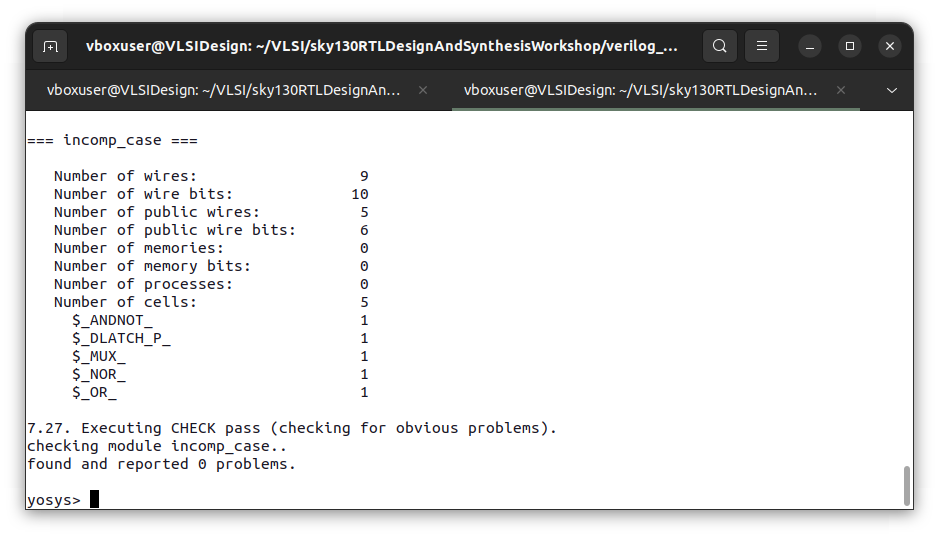 vboxuser@VLSIDesign: ~/VLSI/sky130RTLDesignAndSynthesisWorkshop/verilog_...
vboxuser@VLSIDesign: ~/VLSI/sky130RTLDesignAn... vboxuser@VLSIDesign: ~/VLSI/sky130RTLDesignAn...
=== incomp_case ===
Number of wires: 9
Number of wire bits: 10
Number of public wires: 5
Number of public wire bits: 6
Number of memories: 0
Number of memory bits: 0
Number of processes: 0
Number of cells: 5
$_ANDNOT_ 1
$_DLATCH_P_ 1
$_MUX_ 1
$_NOR_ 1
$_OR_ 1
7.27. Executing CHECK pass (checking for obvious problems).
checking module incomp_case..
found and reported 0 problems.
yosys>